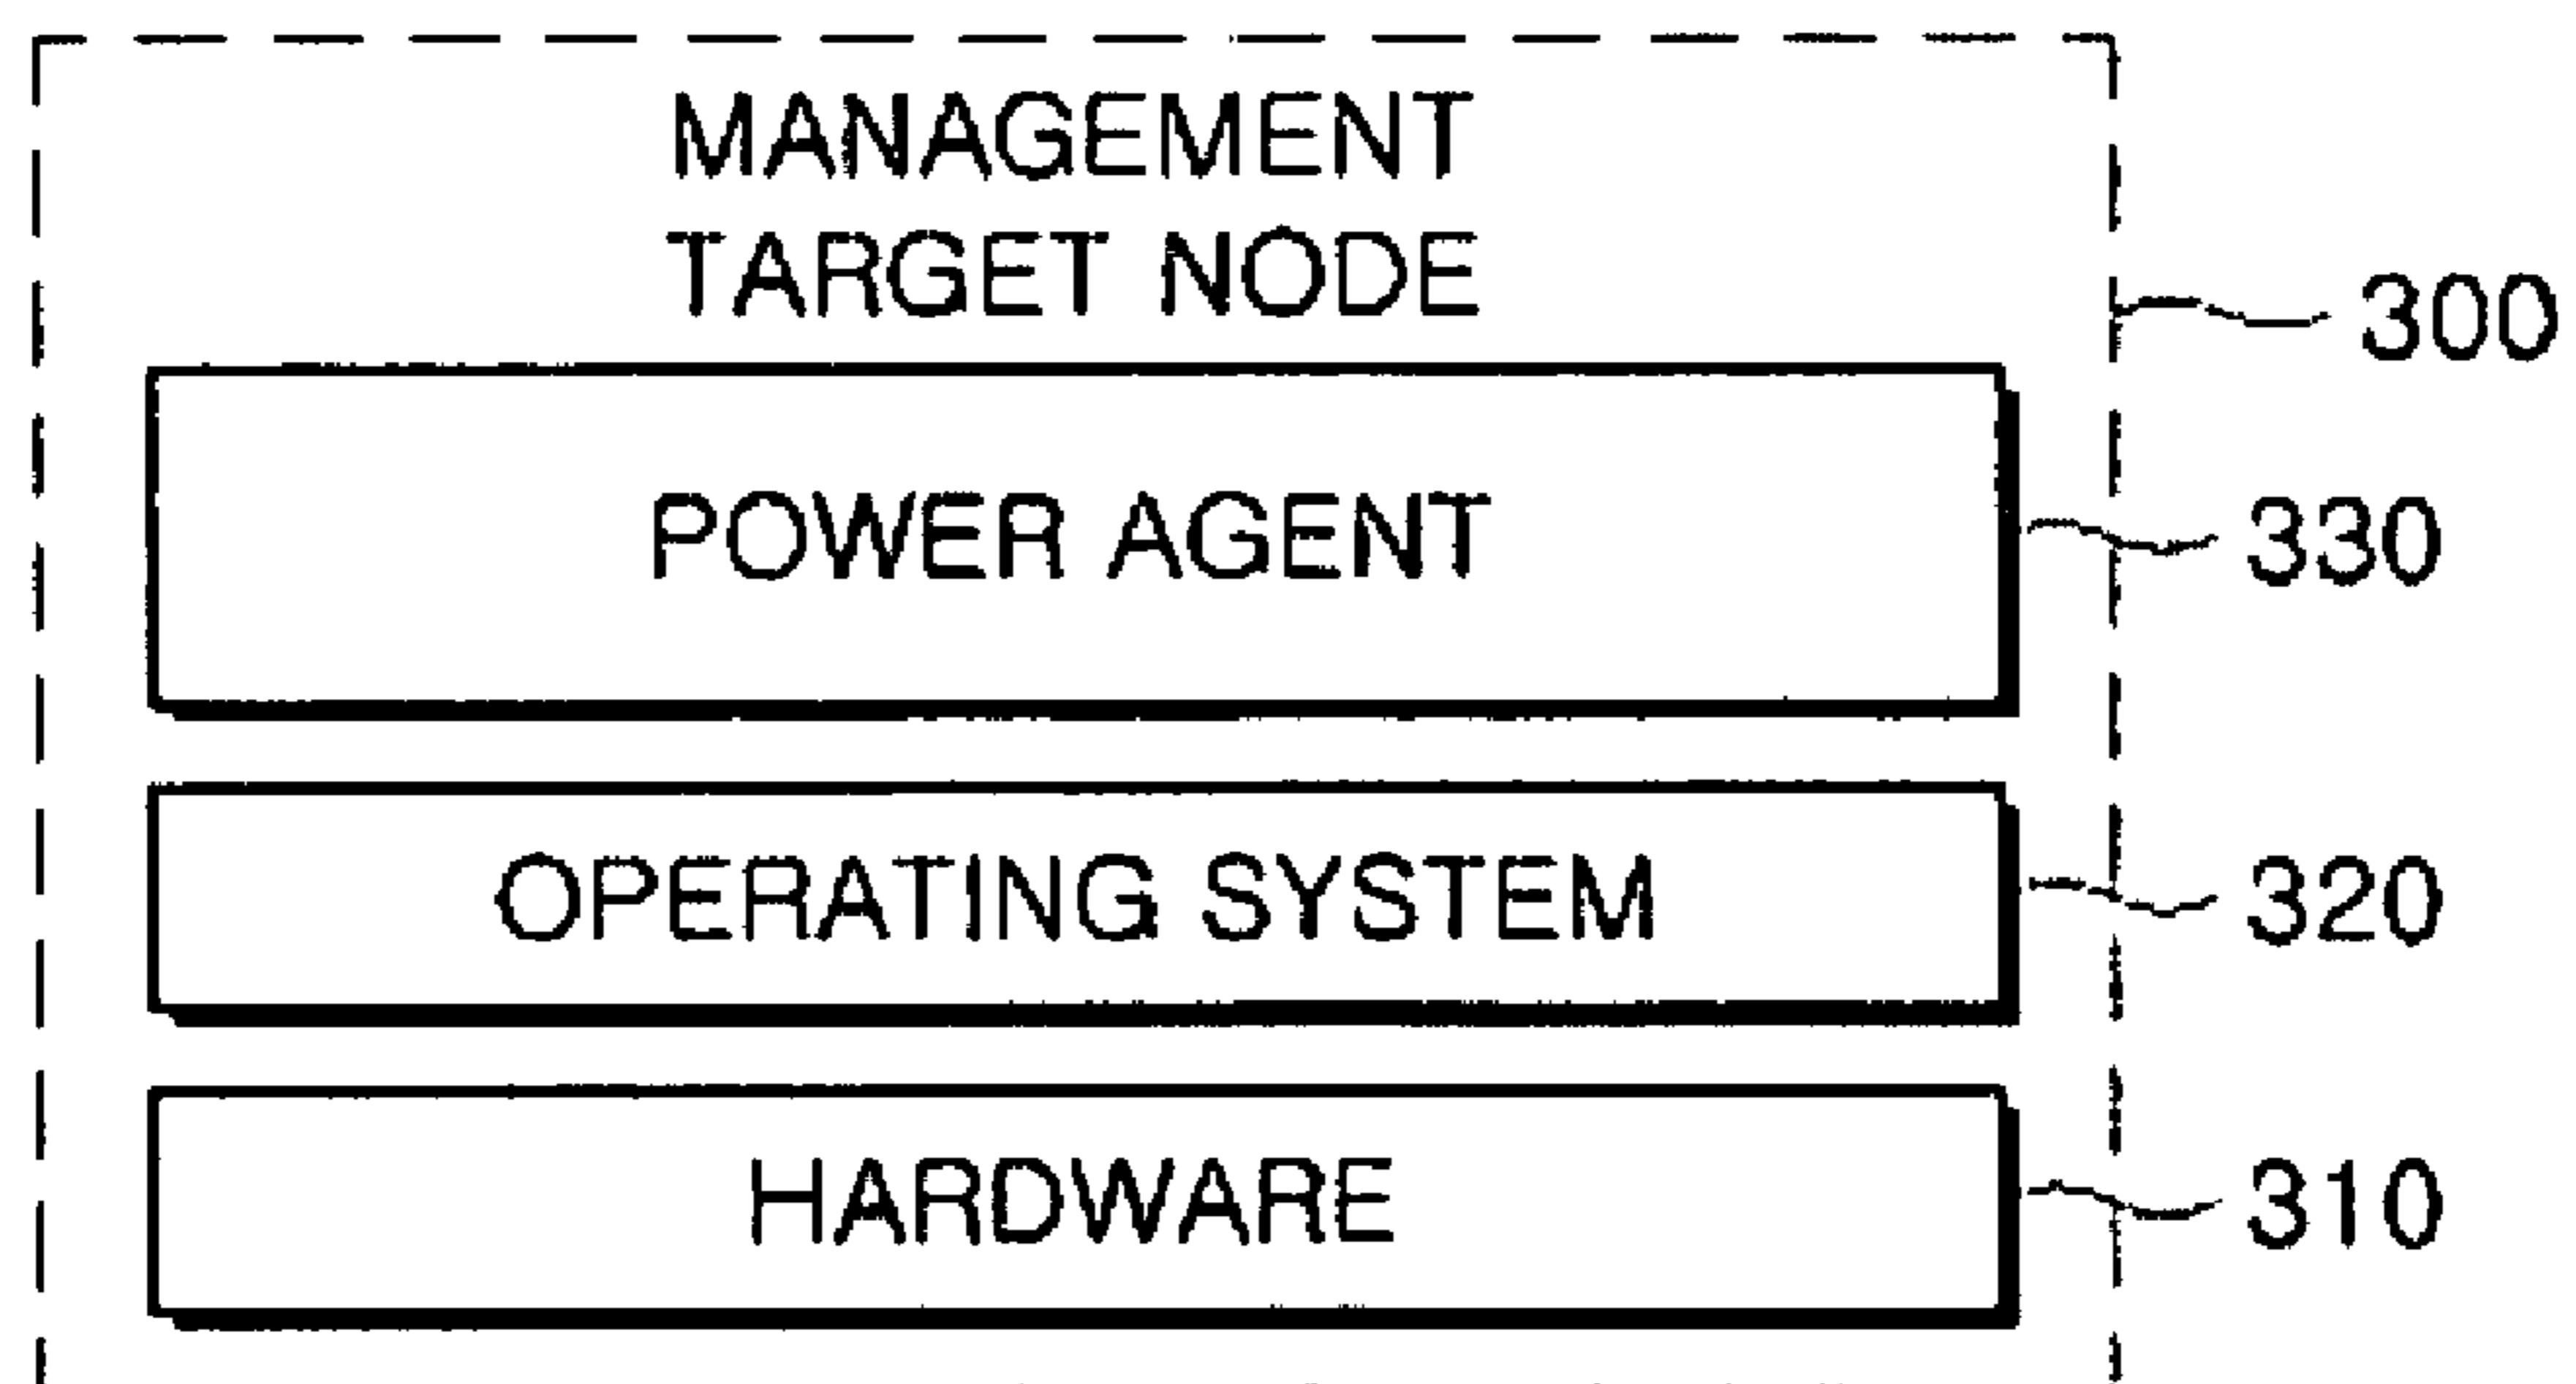 MANAGEMENT
TARGET NODE
300
POWER AGENT
330
OPERATING SYSTEM
320
HARDWARE
310